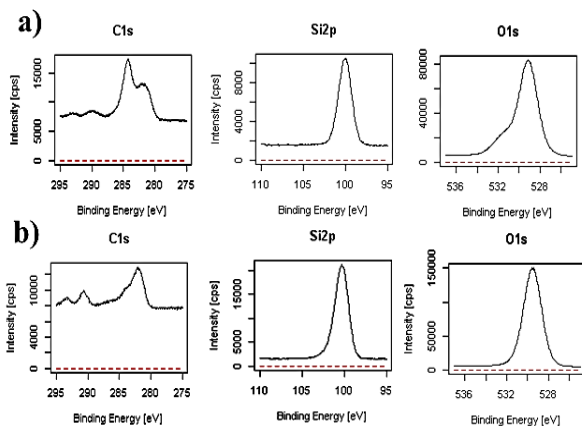 a)
C1s
Si2p
O1s
Intensity [cps]
0 5000 15000
295 290 285 280 275
Binding Energy [eV]
Intensity [cps]
0 4000 10000
110 105 100 95
Binding Energy [eV]
Intensity [cps]
0 40000 80000
536 532 528
Binding Energy [eV]
b)
C1s
Si2p
O1s
Intensity [cps]
0 4000 10000
295 290 285 280 275
Binding Energy [eV]
Intensity [cps]
0 5000 15000
110 105 100 95
Binding Energy [eV]
Intensity [cps]
0 50000 150000
536 532 528
Binding Energy [eV]